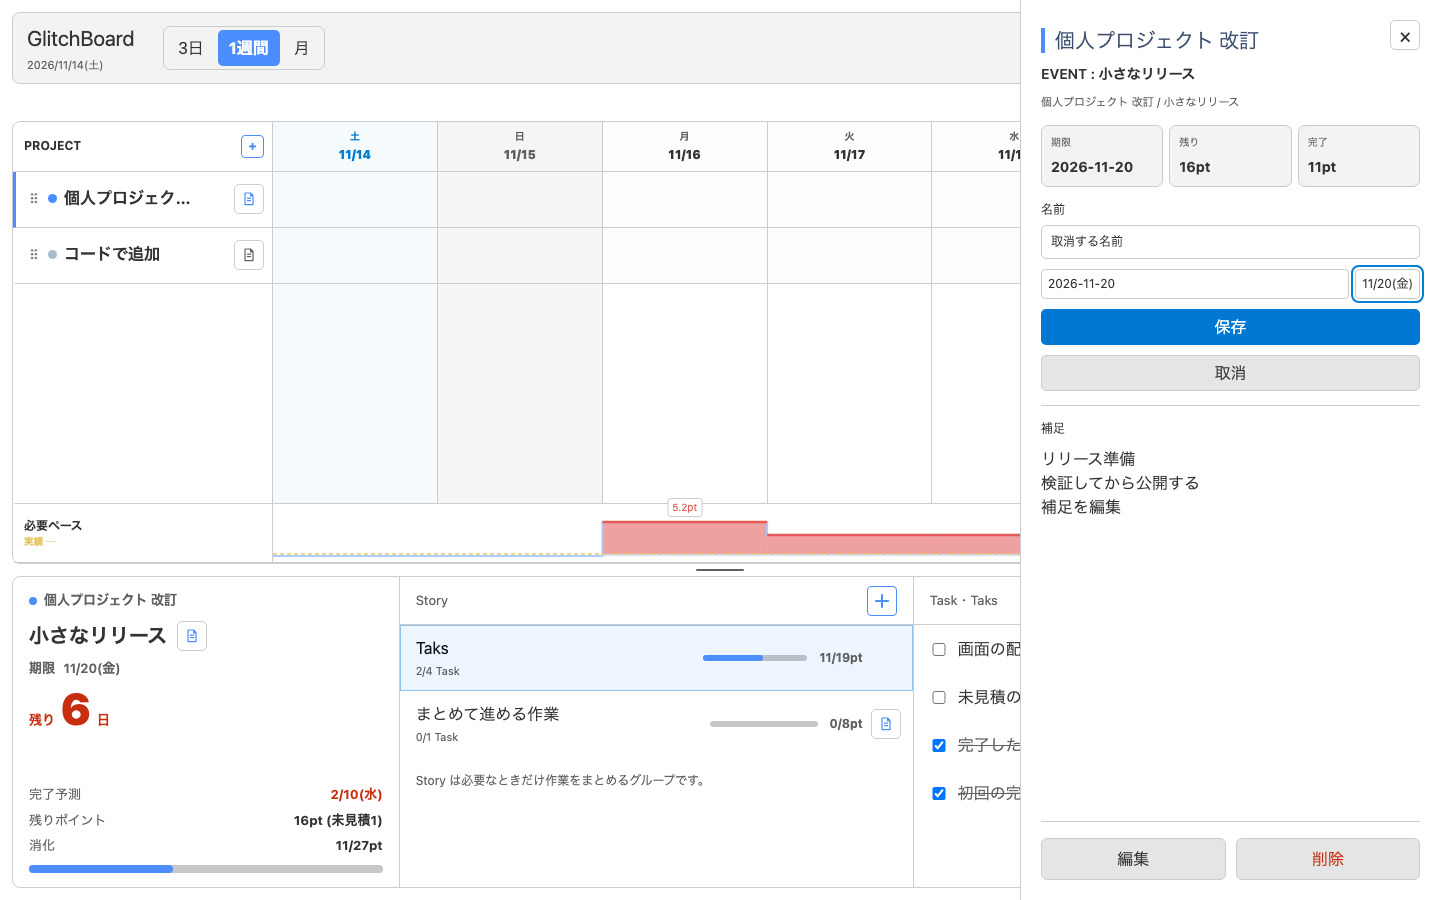 GlitchBoard
2026/11/14(土)
3日 1週間 月
PROJECT
+
土
11/14
日
11/15
月
11/16
火
11/17
水
個人プロジェク...
コードで追加
必要ペース
実績 —
5.2pt
個人プロジェクト 改訂
小さなリリース
期限 11/20(金)
残り 6 日
完了予測 2/10(水)
残りポイント 16pt (未見積1)
消化 11/27pt
Story
+
Taks
2/4 Task
11/19pt
まとめて進める作業
0/1 Task
0/8pt
Story は必要なときだけ作業をまとめるグループです。
Task・Taks
画面の配
未見積の
完了した
初回の完
個人プロジェクト 改訂
×
EVENT : 小さなリリース
個人プロジェクト 改訂 / 小さなリリース
期限
2026-11-20
残り
16pt
完了
11pt
名前
取消する名前
2026-11-20
11/20(金)
保存
取消
補足
リリース準備
検証してから公開する
補足を編集
編集
削除